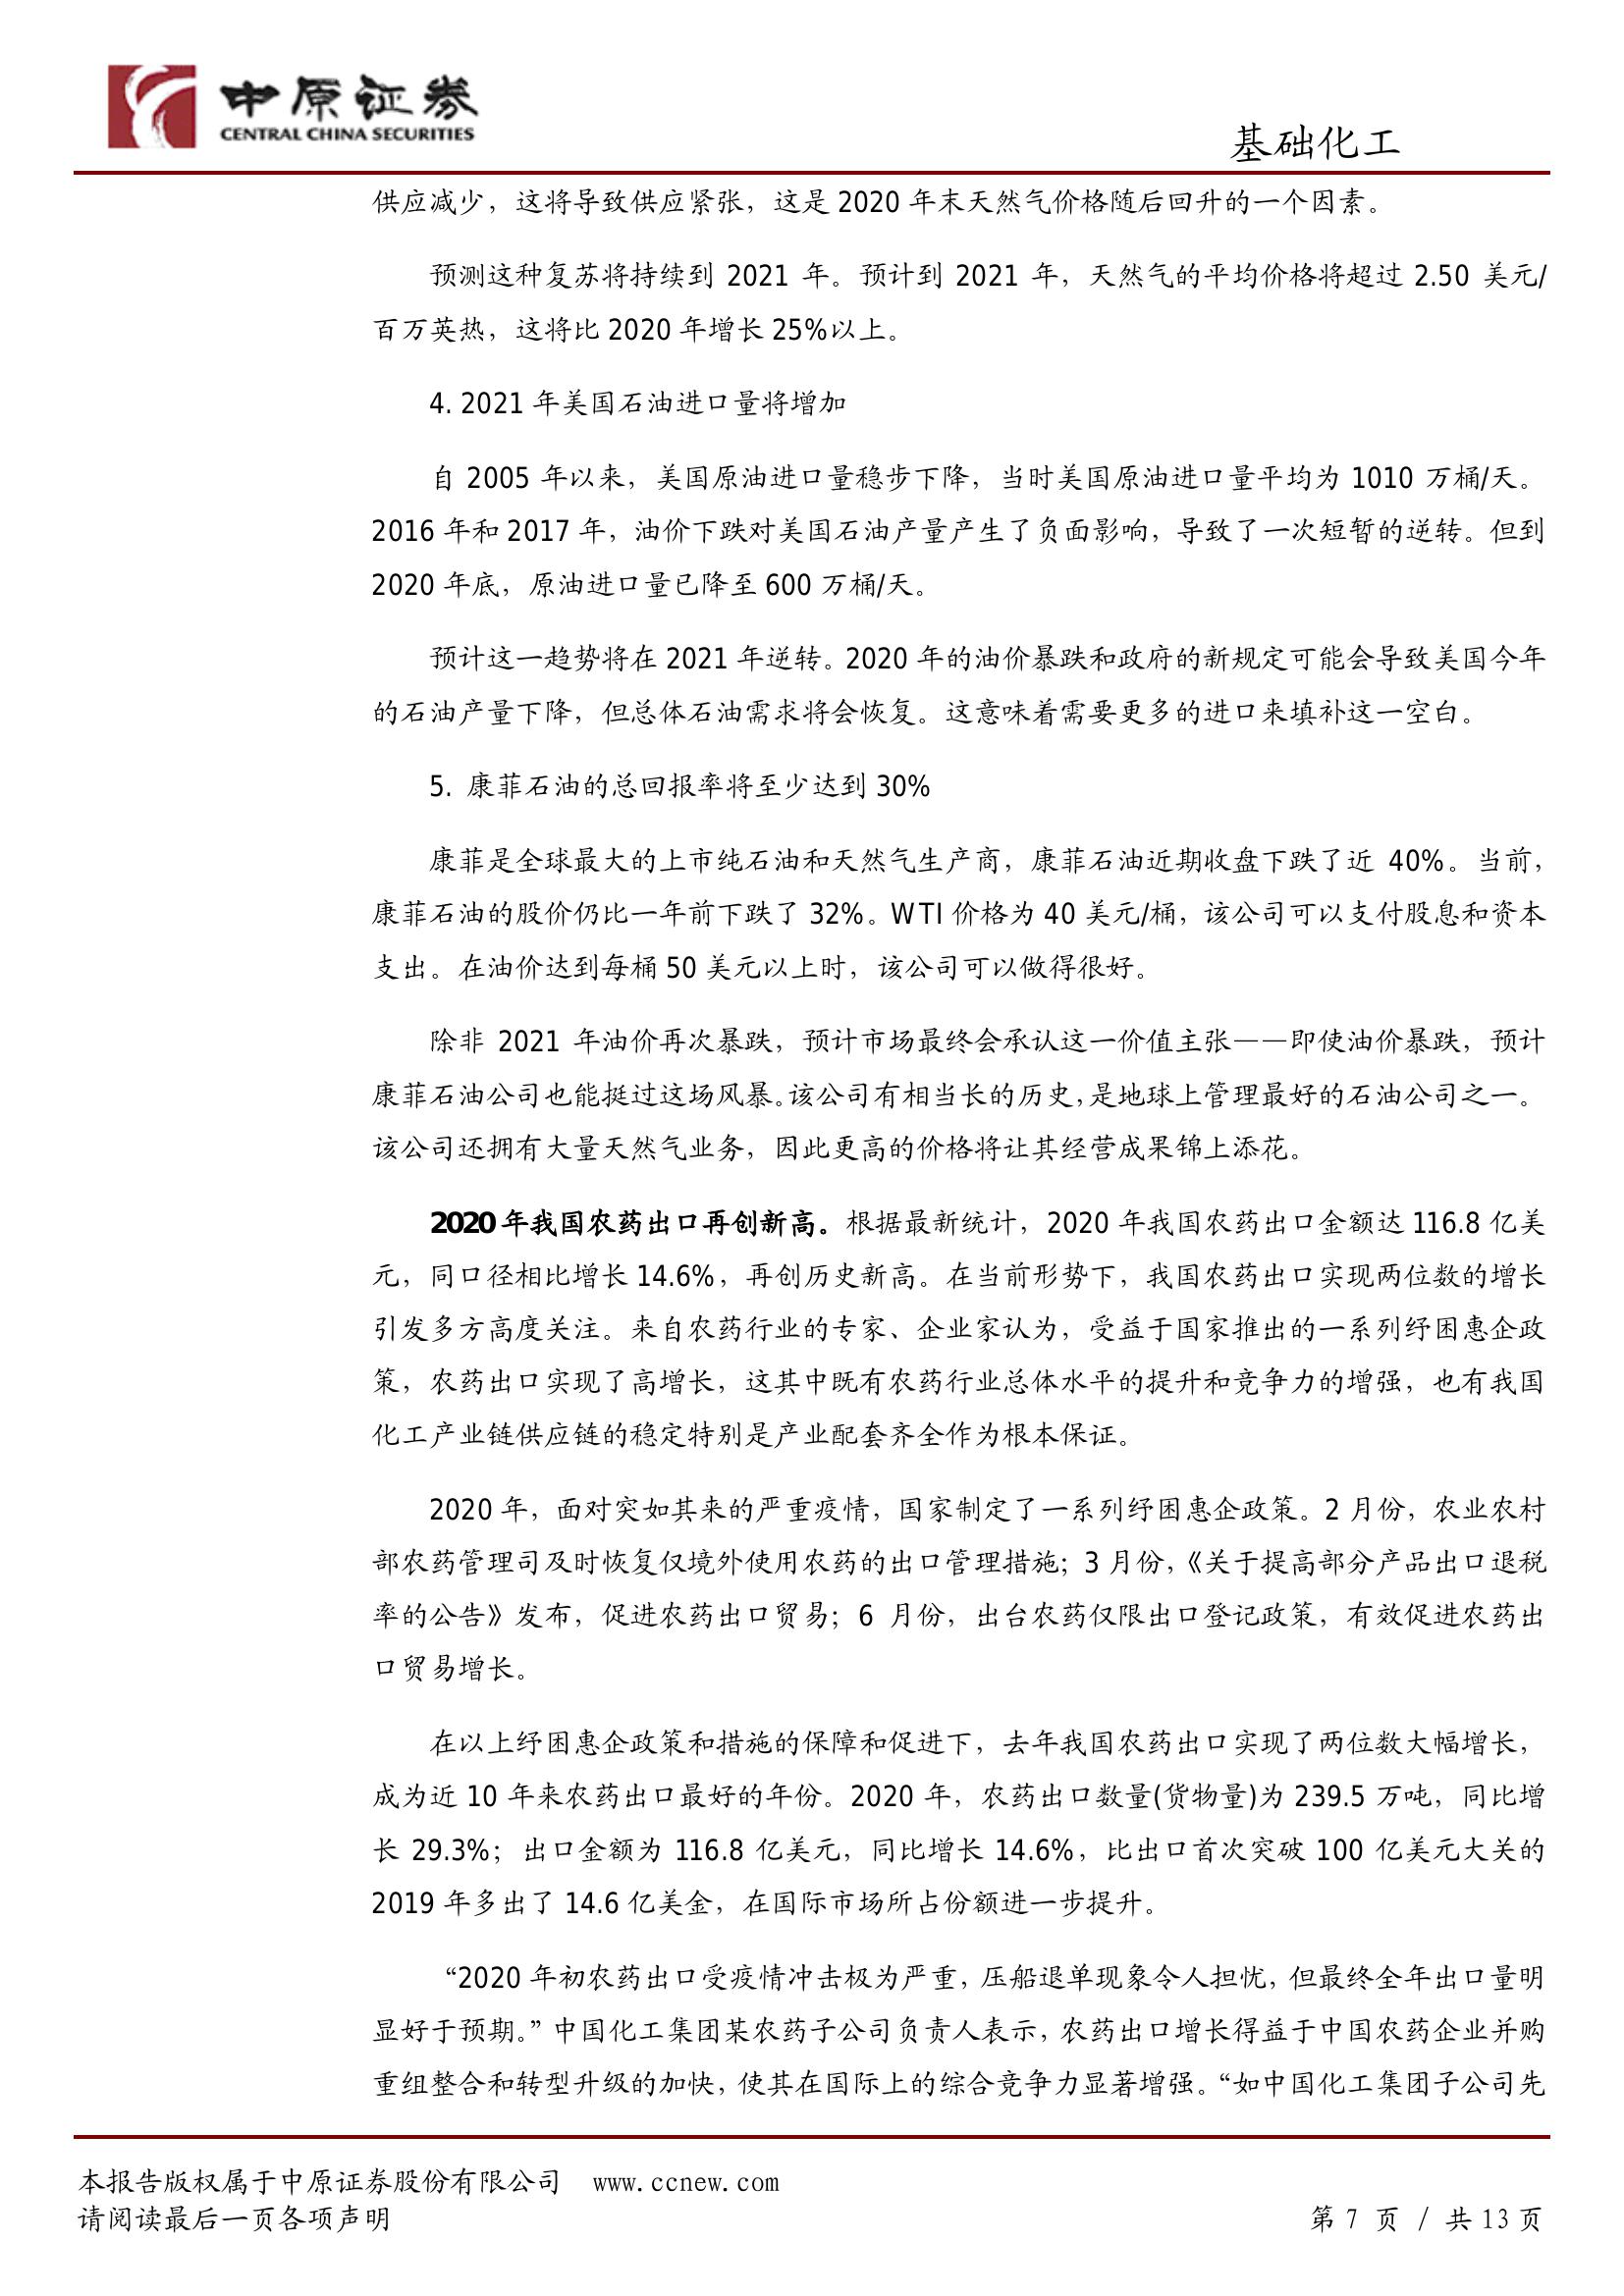 中原证券
CENTRAL CHINA SECURITIES
基础化工
供应减少，这将导致供应紧张，这是 2020 年末天然气价格随后回升的一个因素。
预测这种复苏将持续到 2021 年。预计到 2021 年，天然气的平均价格将超过 2.50 美元/
百万英热，这将比 2020 年增长 25%以上。
4. 2021 年美国石油进口量将增加
自 2005 年以来，美国原油进口量稳步下降，当时美国原油进口量平均为 1010 万桶/天。
2016 年和 2017 年，油价下跌对美国石油产量产生了负面影响，导致了一次短暂的逆转。但到
2020 年底，原油进口量已降至 600 万桶/天。
预计这一趋势将在 2021 年逆转。2020 年的油价暴跌和政府的新规定可能会导致美国今年
的石油产量下降，但总体石油需求将会恢复。这意味着需要更多的进口来填补这一空白。
5. 康菲石油的总回报率将至少达到 30%
康菲是全球最大的上市纯石油和天然气生产商，康菲石油近期收盘下跌了近 40%。当前，
康菲石油的股价仍比一年前下跌了 32%。WTI 价格为 40 美元/桶，该公司可以支付股息和资本
支出。在油价达到每桶 50 美元以上时，该公司可以做得很好。
除非 2021 年油价再次暴跌，预计市场最终会承认这一价值主张——即使油价暴跌，预计
康菲石油公司也能挺过这场风暴。该公司有相当长的历史，是地球上管理最好的石油公司之一。
该公司还拥有大量天然气业务，因此更高的价格将让其经营成果锦上添花。
2020 年我国农药出口再创新高。根据最新统计，2020 年我国农药出口金额达 116.8 亿美
元，同口径相比增长 14.6%，再创历史新高。在当前形势下，我国农药出口实现两位数的增长
引发多方高度关注。来自农药行业的专家、企业家认为，受益于国家推出的一系列纾困惠企政
策，农药出口实现了高增长，这其中既有农药行业总体水平的提升和竞争力的增强，也有我国
化工产业链供应链的稳定特别是产业配套齐全作为根本保证。
2020 年，面对突如其来的严重疫情，国家制定了一系列纾困惠企政策。2 月份，农业农村
部农药管理司及时恢复仅境外使用农药的出口管理措施；3 月份，《关于提高部分产品出口退税
率的公告》发布，促进农药出口贸易；6 月份，出台农药仅限出口登记政策，有效促进农药出
口贸易增长。
在以上纾困惠企政策和措施的保障和促进下，去年我国农药出口实现了两位数大幅增长，
成为近 10 年来农药出口最好的年份。2020 年，农药出口数量(货物量)为 239.5 万吨，同比增
长 29.3%；出口金额为 116.8 亿美元，同比增长 14.6%，比出口首次突破 100 亿美元大关的
2019 年多出了 14.6 亿美金，在国际市场所占份额进一步提升。
“2020 年初农药出口受疫情冲击极为严重，压船退单现象令人担忧，但最终全年出口量明
显好于预期。”中国化工集团某农药子公司负责人表示，农药出口增长得益于中国农药企业并购
重组整合和转型升级的加快，使其在国际上的综合竞争力显著增强。“如中国化工集团子公司先
本报告版权属于中原证券股份有限公司 www.ccnew.com
请阅读最后一页各项声明
第 7 页 / 共 13 页